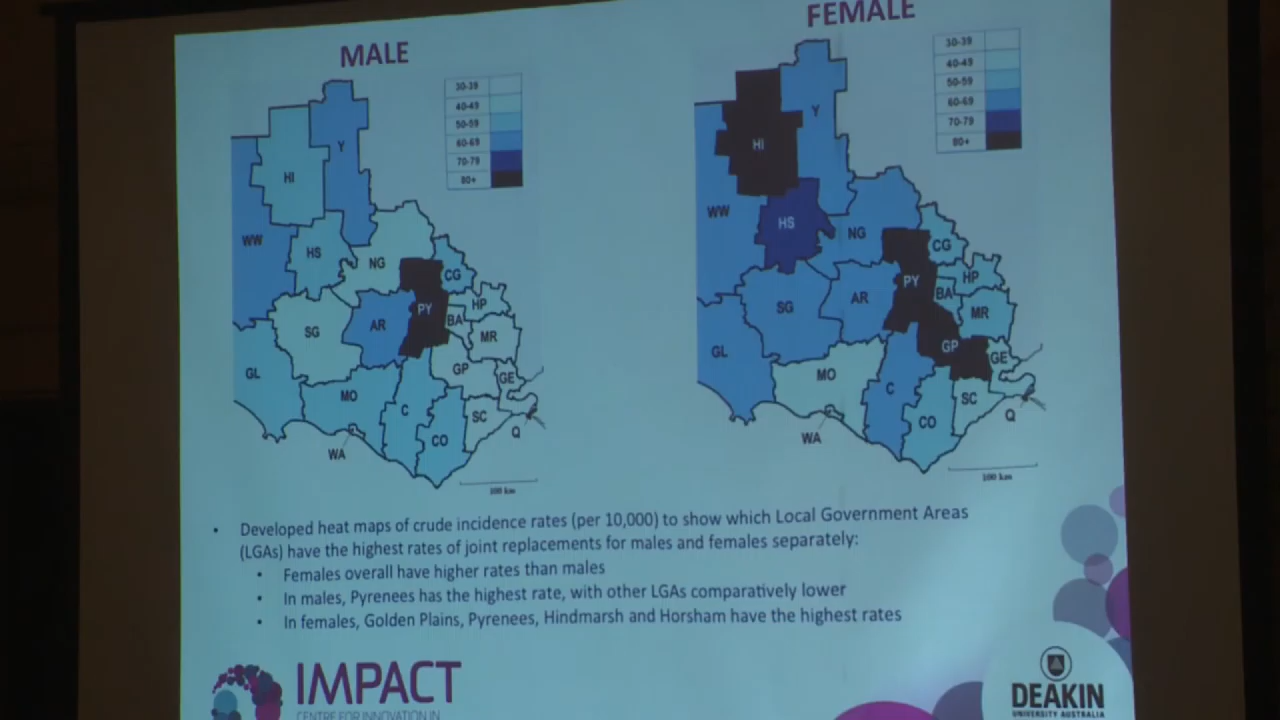 MALE
FEMALE
30-39
40-49
50-59
60-69
70-79
80+
30-39
40-49
50-59
60-69
70-79
80+
Y
HI
WW
HS
NG
CG
PY
HP
BA
AR
SG
MR
GL
GP
GE
MO
C
SC
CO
Q
WA
100 km
Y
HI
WW
HS
NG
CG
HP
PY
BA
AR
SG
MR
GL
GP
GE
MO
C
SC
CO
Q
WA
100 km
• Developed heat maps of crude incidence rates (per 10,000) to show which Local Government Areas
(LGAs) have the highest rates of joint replacements for males and females separately:
• Females overall have higher rates than males
• In males, Pyrenees has the highest rate, with other LGAs comparatively lower
• In females, Golden Plains, Pyrenees, Hindmarsh and Horsham have the highest rates
IMPACT
CENTRE FOR INNOVATION IN
DEAKIN
UNIVERSITY AUSTRALIA